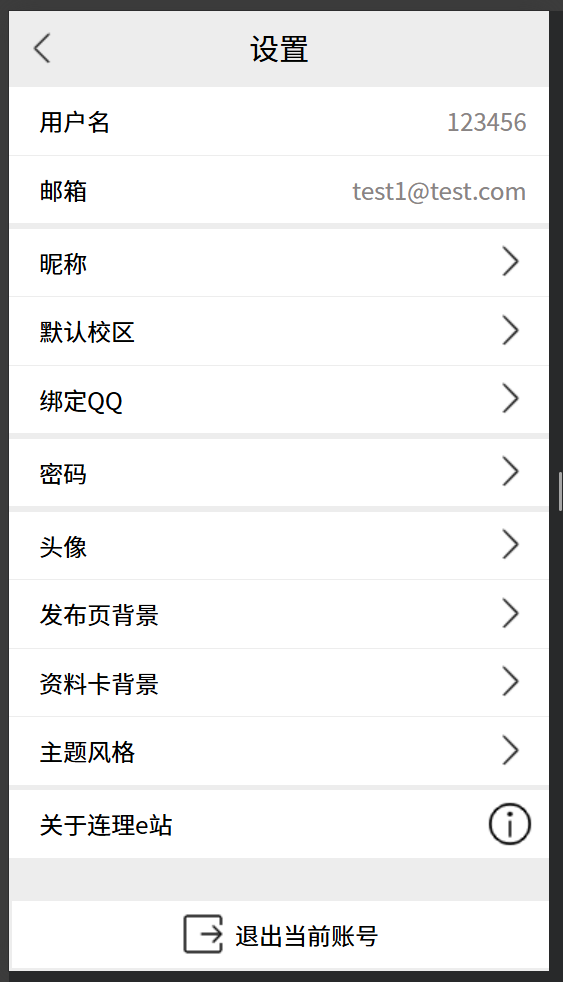 设置
用户名 123456
邮箱 test1@test.com
昵称
默认校区
绑定QQ
密码
头像
发布页背景
资料卡背景
主题风格
关于连理e站
退出当前账号